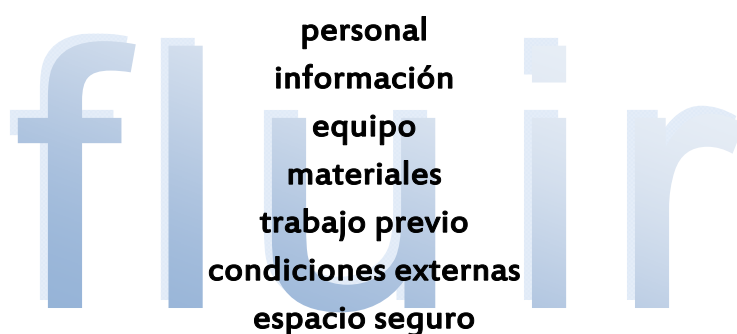 fluir
personal
información
equipo
materiales
trabajo previo
condiciones externas
espacio seguro